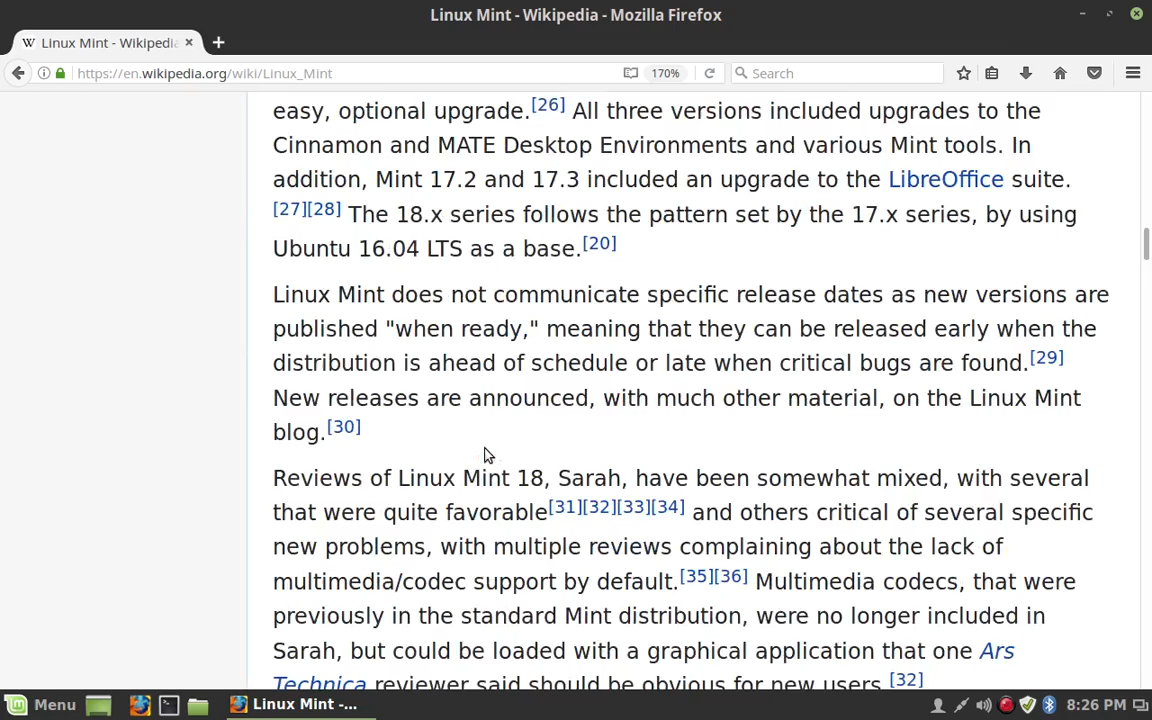 Linux Mint - Wikipedia - Mozilla Firefox
Linux Mint - Wikipedia
https://en.wikipedia.org/wiki/Linux_Mint 170% Search
easy, optional upgrade.[26] All three versions included upgrades to the
Cinnamon and MATE Desktop Environments and various Mint tools. In
addition, Mint 17.2 and 17.3 included an upgrade to the LibreOffice suite.
[27][28] The 18.x series follows the pattern set by the 17.x series, by using
Ubuntu 16.04 LTS as a base.[20]
Linux Mint does not communicate specific release dates as new versions are
published "when ready," meaning that they can be released early when the
distribution is ahead of schedule or late when critical bugs are found.[29]
New releases are announced, with much other material, on the Linux Mint
blog.[30]
Reviews of Linux Mint 18, Sarah, have been somewhat mixed, with several
that were quite favorable[31][32][33][34] and others critical of several specific
new problems, with multiple reviews complaining about the lack of
multimedia/codec support by default.[35][36] Multimedia codecs, that were
previously in the standard Mint distribution, were no longer included in
Sarah, but could be loaded with a graphical application that one Ars
Technica reviewer said should be obvious for new users.[32]
Menu Linux Mint -... 8:26 PM